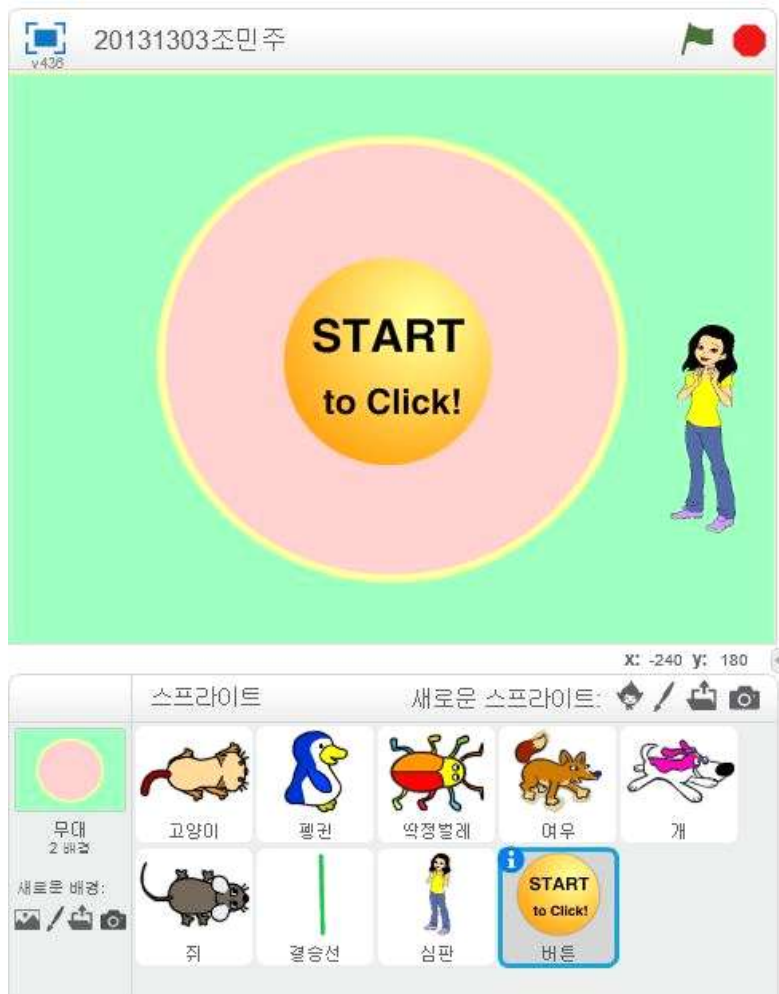 20131303조민주
v436
START
to Click!
x: -240 y: 180
스프라이트
새로운 스프라이트:
무대
2 배경
새로운 배경:
고양이
펭귄
딱정벌레
여우
개
쥐
결승선
심판
START
to Click!
버튼